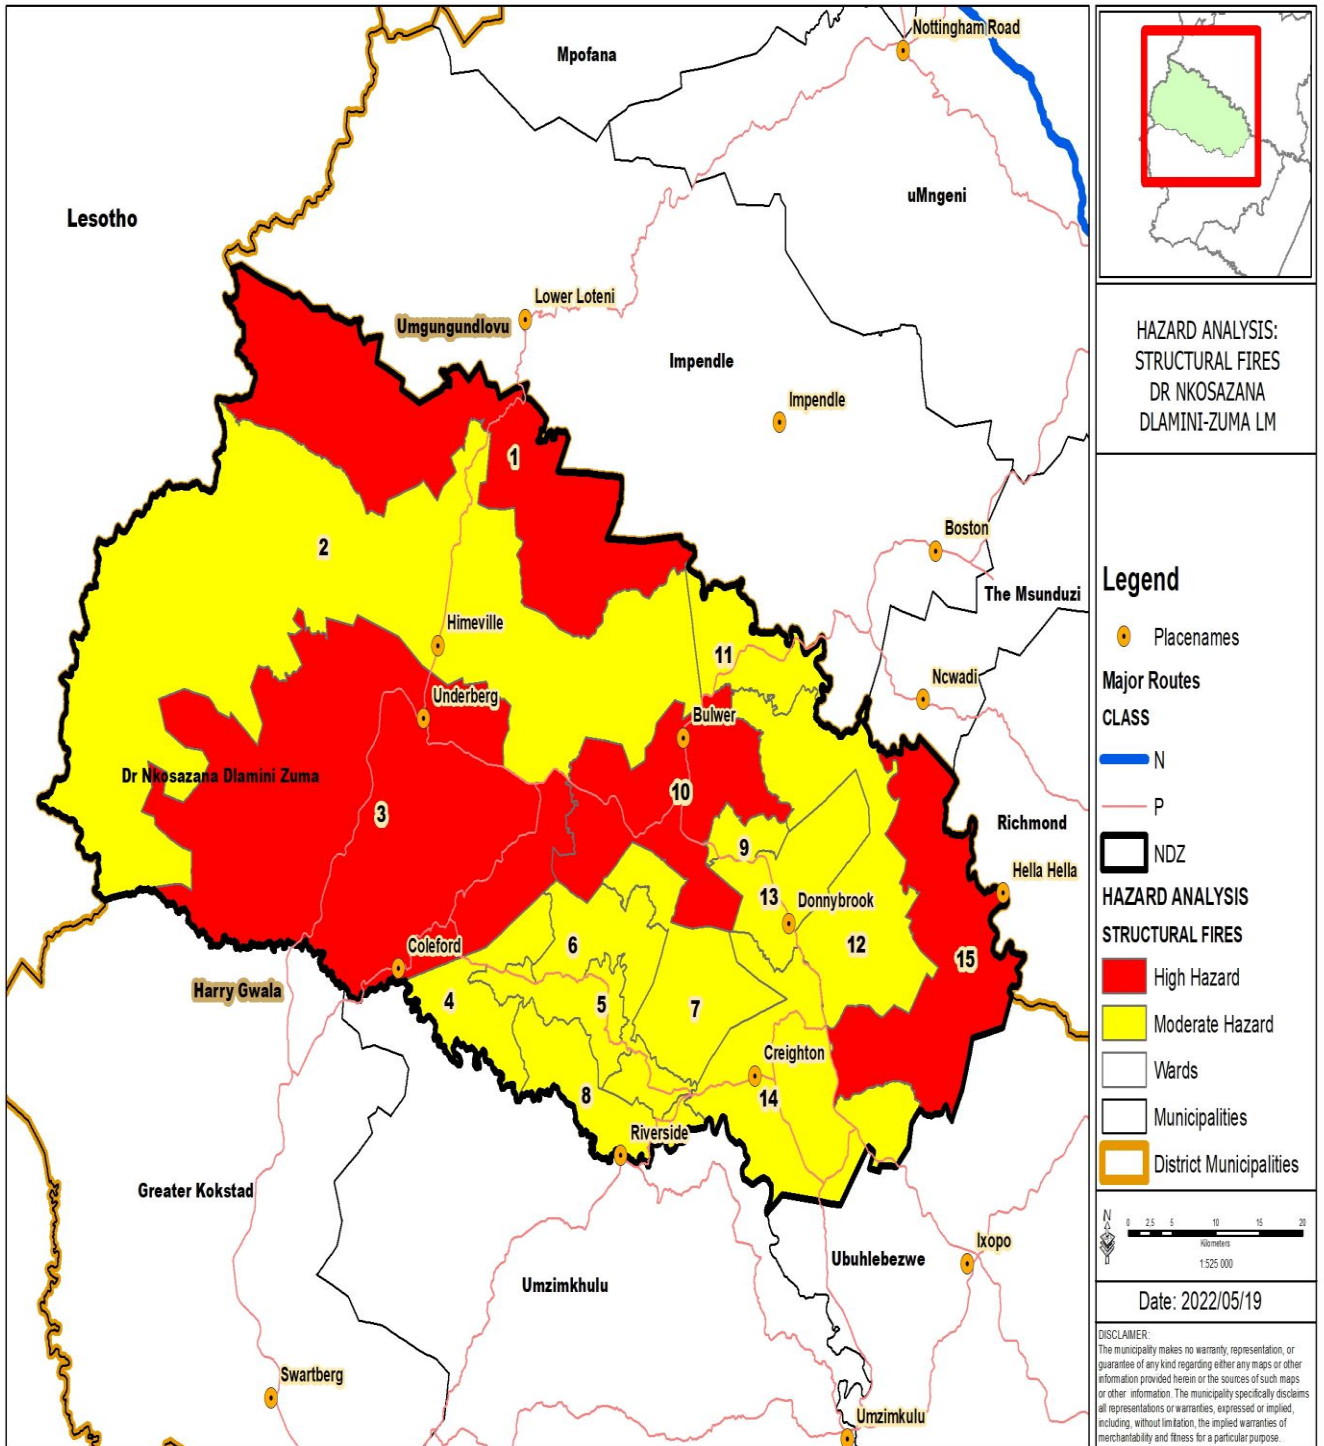 Nottingham Road
Mpofana
uMngeni
Lesotho
Lower Loteni
Umgungundlovu
Impendle
Impendle
1
2
Boston
The Msunduzi
Himeville
11
Underberg
Ncwadi
Bulwer
Dr Nkosazana Dlamini Zuma
3
10
Richmond
9
Hella Hella
13
Donnybrook
6
12
Coleford
15
Harry Gwala
4
5
7
Creighton
8
14
Riverside
Greater Kokstad
Ixopo
Ubuhlebezwe
Umzimkhulu
Swartberg
Umzimkulu
HAZARD ANALYSIS:
STRUCTURAL FIRES
DR NKOSAZANA
DLAMINI-ZUMA LM
Legend
Placenames
Major Routes
CLASS
N
P
NDZ
HAZARD ANALYSIS
STRUCTURAL FIRES
High Hazard
Moderate Hazard
Wards
Municipalities
District Municipalities
N
0 2.5 5 10 15 20
Kilometers
1:525 000
Date: 2022/05/19
DISCLAIMER:
The municipality makes no warranty, representation, or
guarantee of any kind regarding either any maps or other
information provided herein or the sources of such maps
or other information. The municipality specifically disclaims
all representations or warranties, expressed or implied,
including, without limitation, the implied warranties of
merchantability and fitness for a particular purpose.